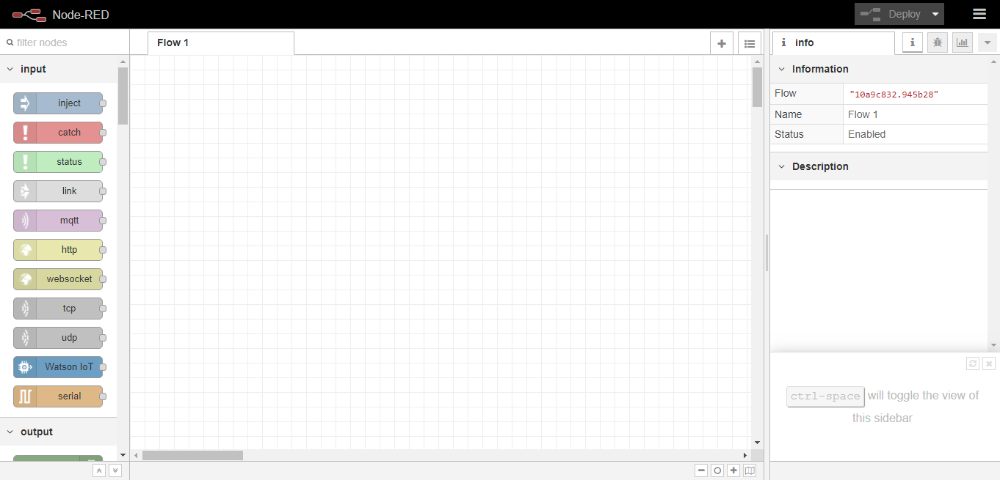 Node-RED
Deploy
filter nodes
Flow 1
info
input
inject
catch
status
link
mqtt
http
websocket
tcp
udp
Watson IoT
serial
output
Information
Flow "10a9c832.945b28"
Name Flow 1
Status Enabled
Description
ctrl-space will toggle the view of
this sidebar